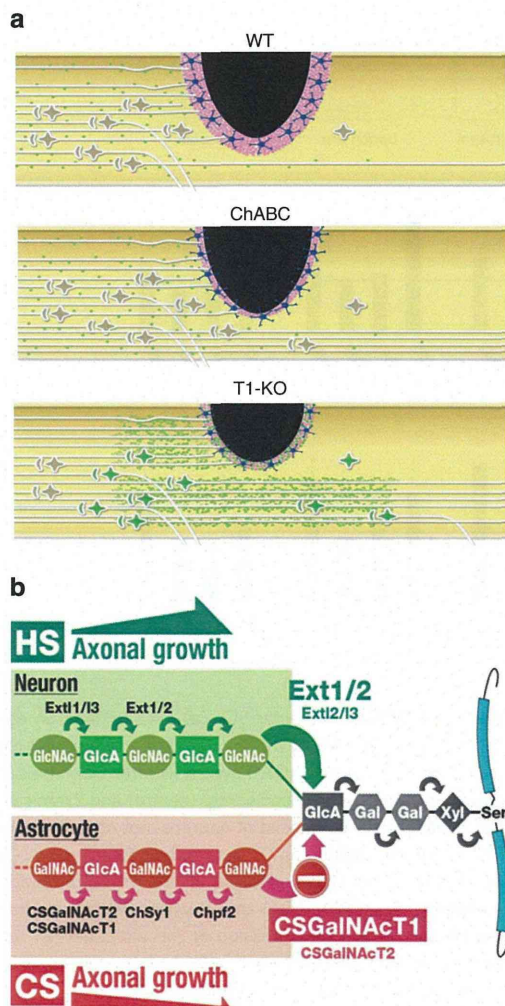 a
WT
ChABC
T1-KO
b
HS Axonal growth
Neuron
Extl1/l3 Ext1/2
GlcNAc GlcA GlcNAc GlcA GlcNAc
Ext1/2
Extl2/l3
GlcA Gal Gal Xyl Ser
Astrocyte
GalNAc GlcA GalNAc GlcA GalNAc
CSGalNAcT2 ChSy1 Chpf2
CSGalNAcT1
CSGalNAcT1
CSGalNAcT2
CS Axonal growth